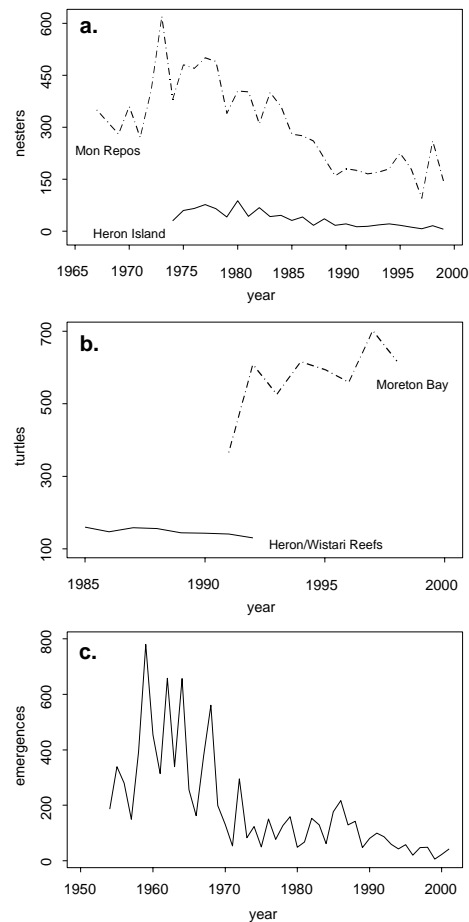 a.
600
450
300
150
0
nesters
Mon Repos
Heron Island
1965 1970 1975 1980 1985 1990 1995 2000
year
b.
700
500
300
100
turtles
Moreton Bay
Heron/Wistari Reefs
1985 1990 1995 2000
year
c.
800
600
400
200
0
emergences
1950 1960 1970 1980 1990 2000
year